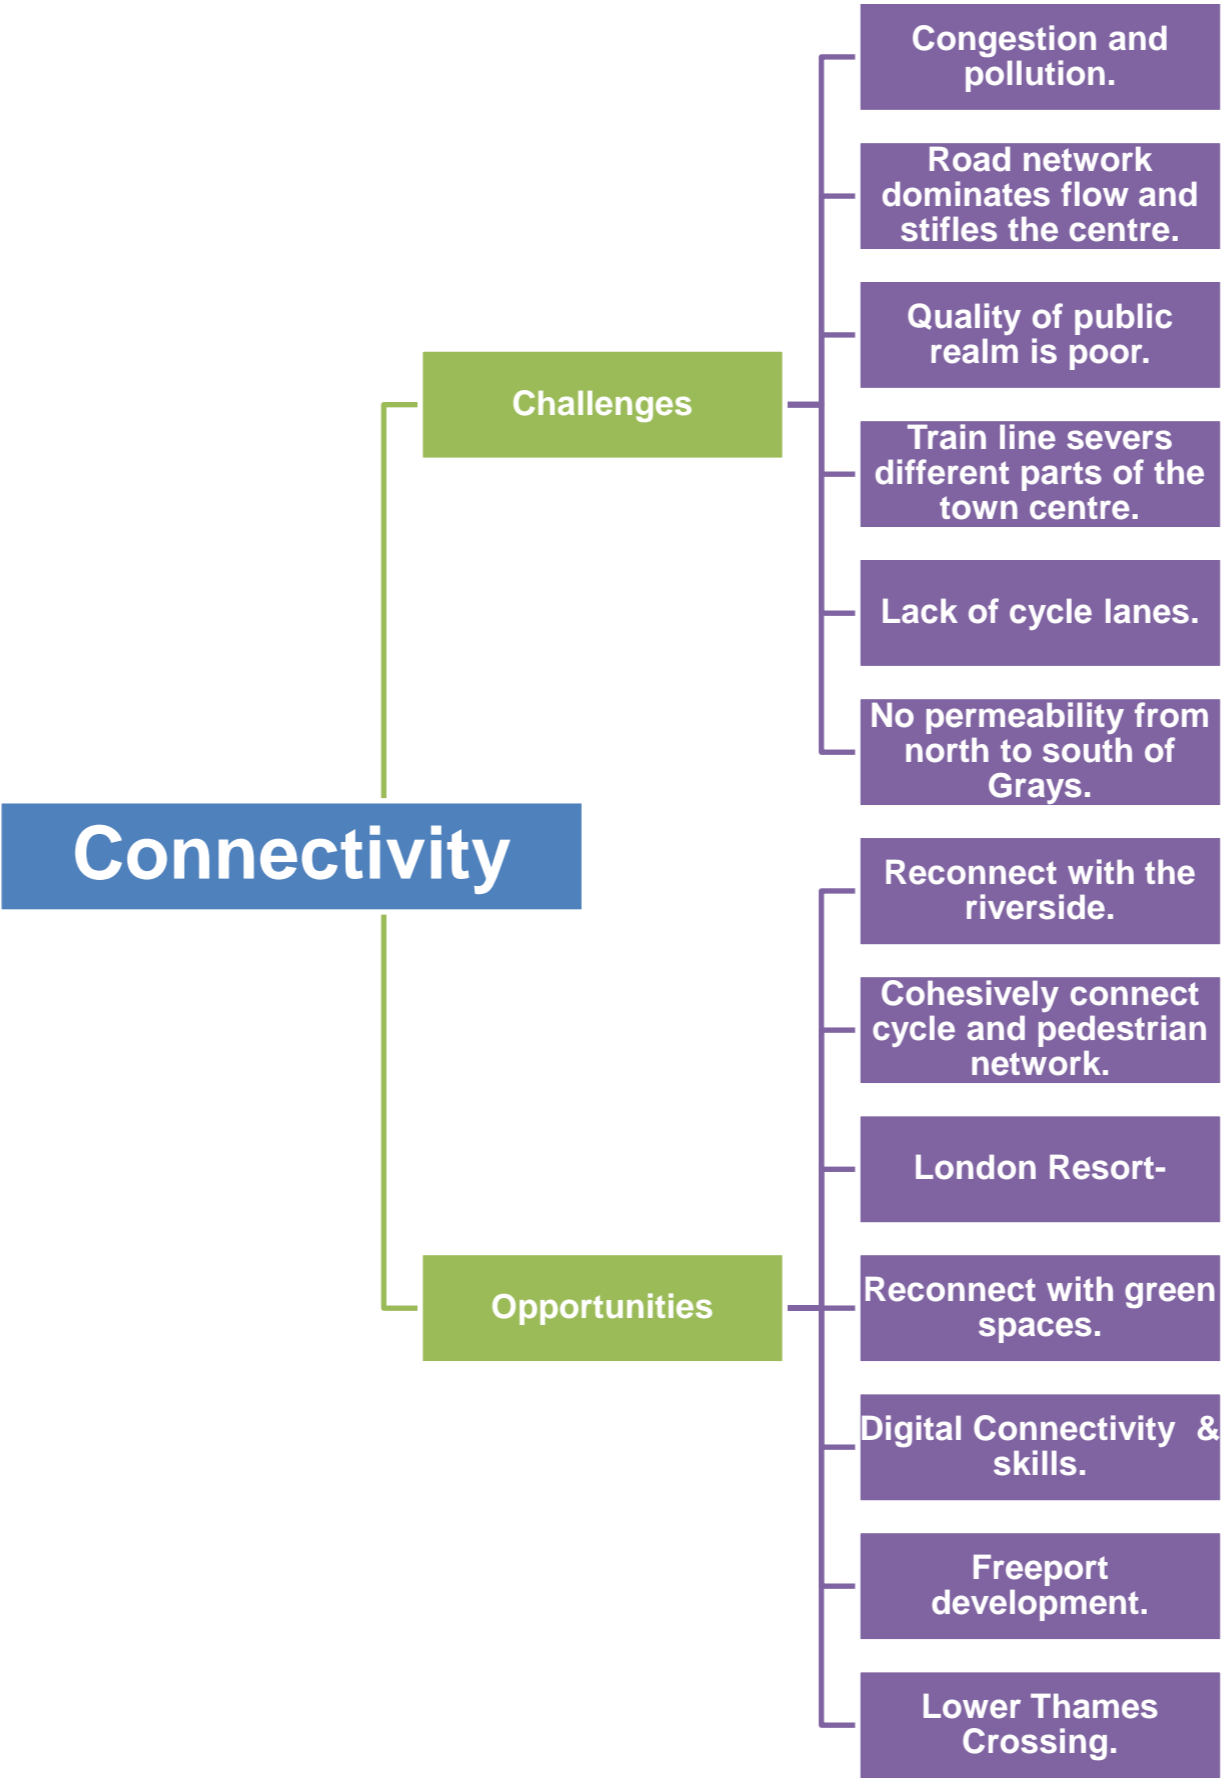 Congestion and
pollution.
Road network
dominates flow and
stifles the centre.
Quality of public
realm is poor.
Challenges
Train line severs
different parts of the
town centre.
Lack of cycle lanes.
No permeability from
north to south of
Grays.
Connectivity
Reconnect with the
riverside.
Cohesively connect
cycle and pedestrian
network.
London Resort-
Opportunities
Reconnect with green
spaces.
Digital Connectivity  &
skills.
Freeport
development.
Lower Thames
Crossing.